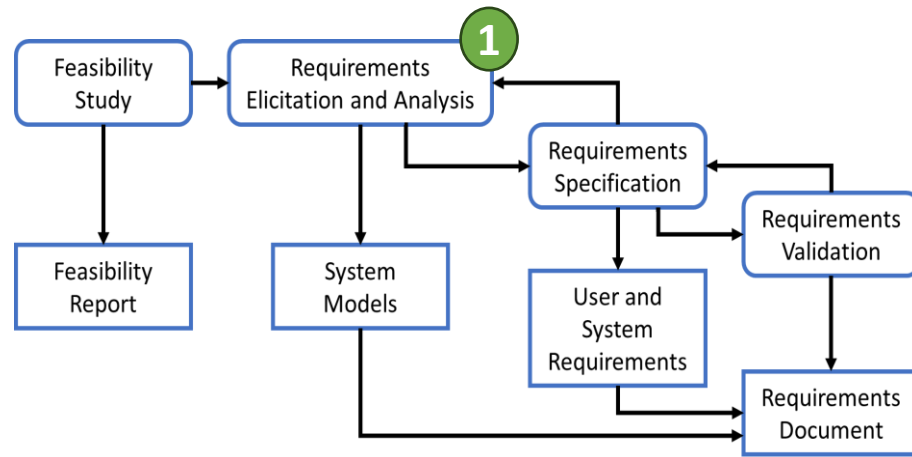 1
Feasibility
Study
Requirements
Elicitation and Analysis
Requirements
Specification
Requirements
Validation
Feasibility
Report
System
Models
User and
System
Requirements
Requirements
Document